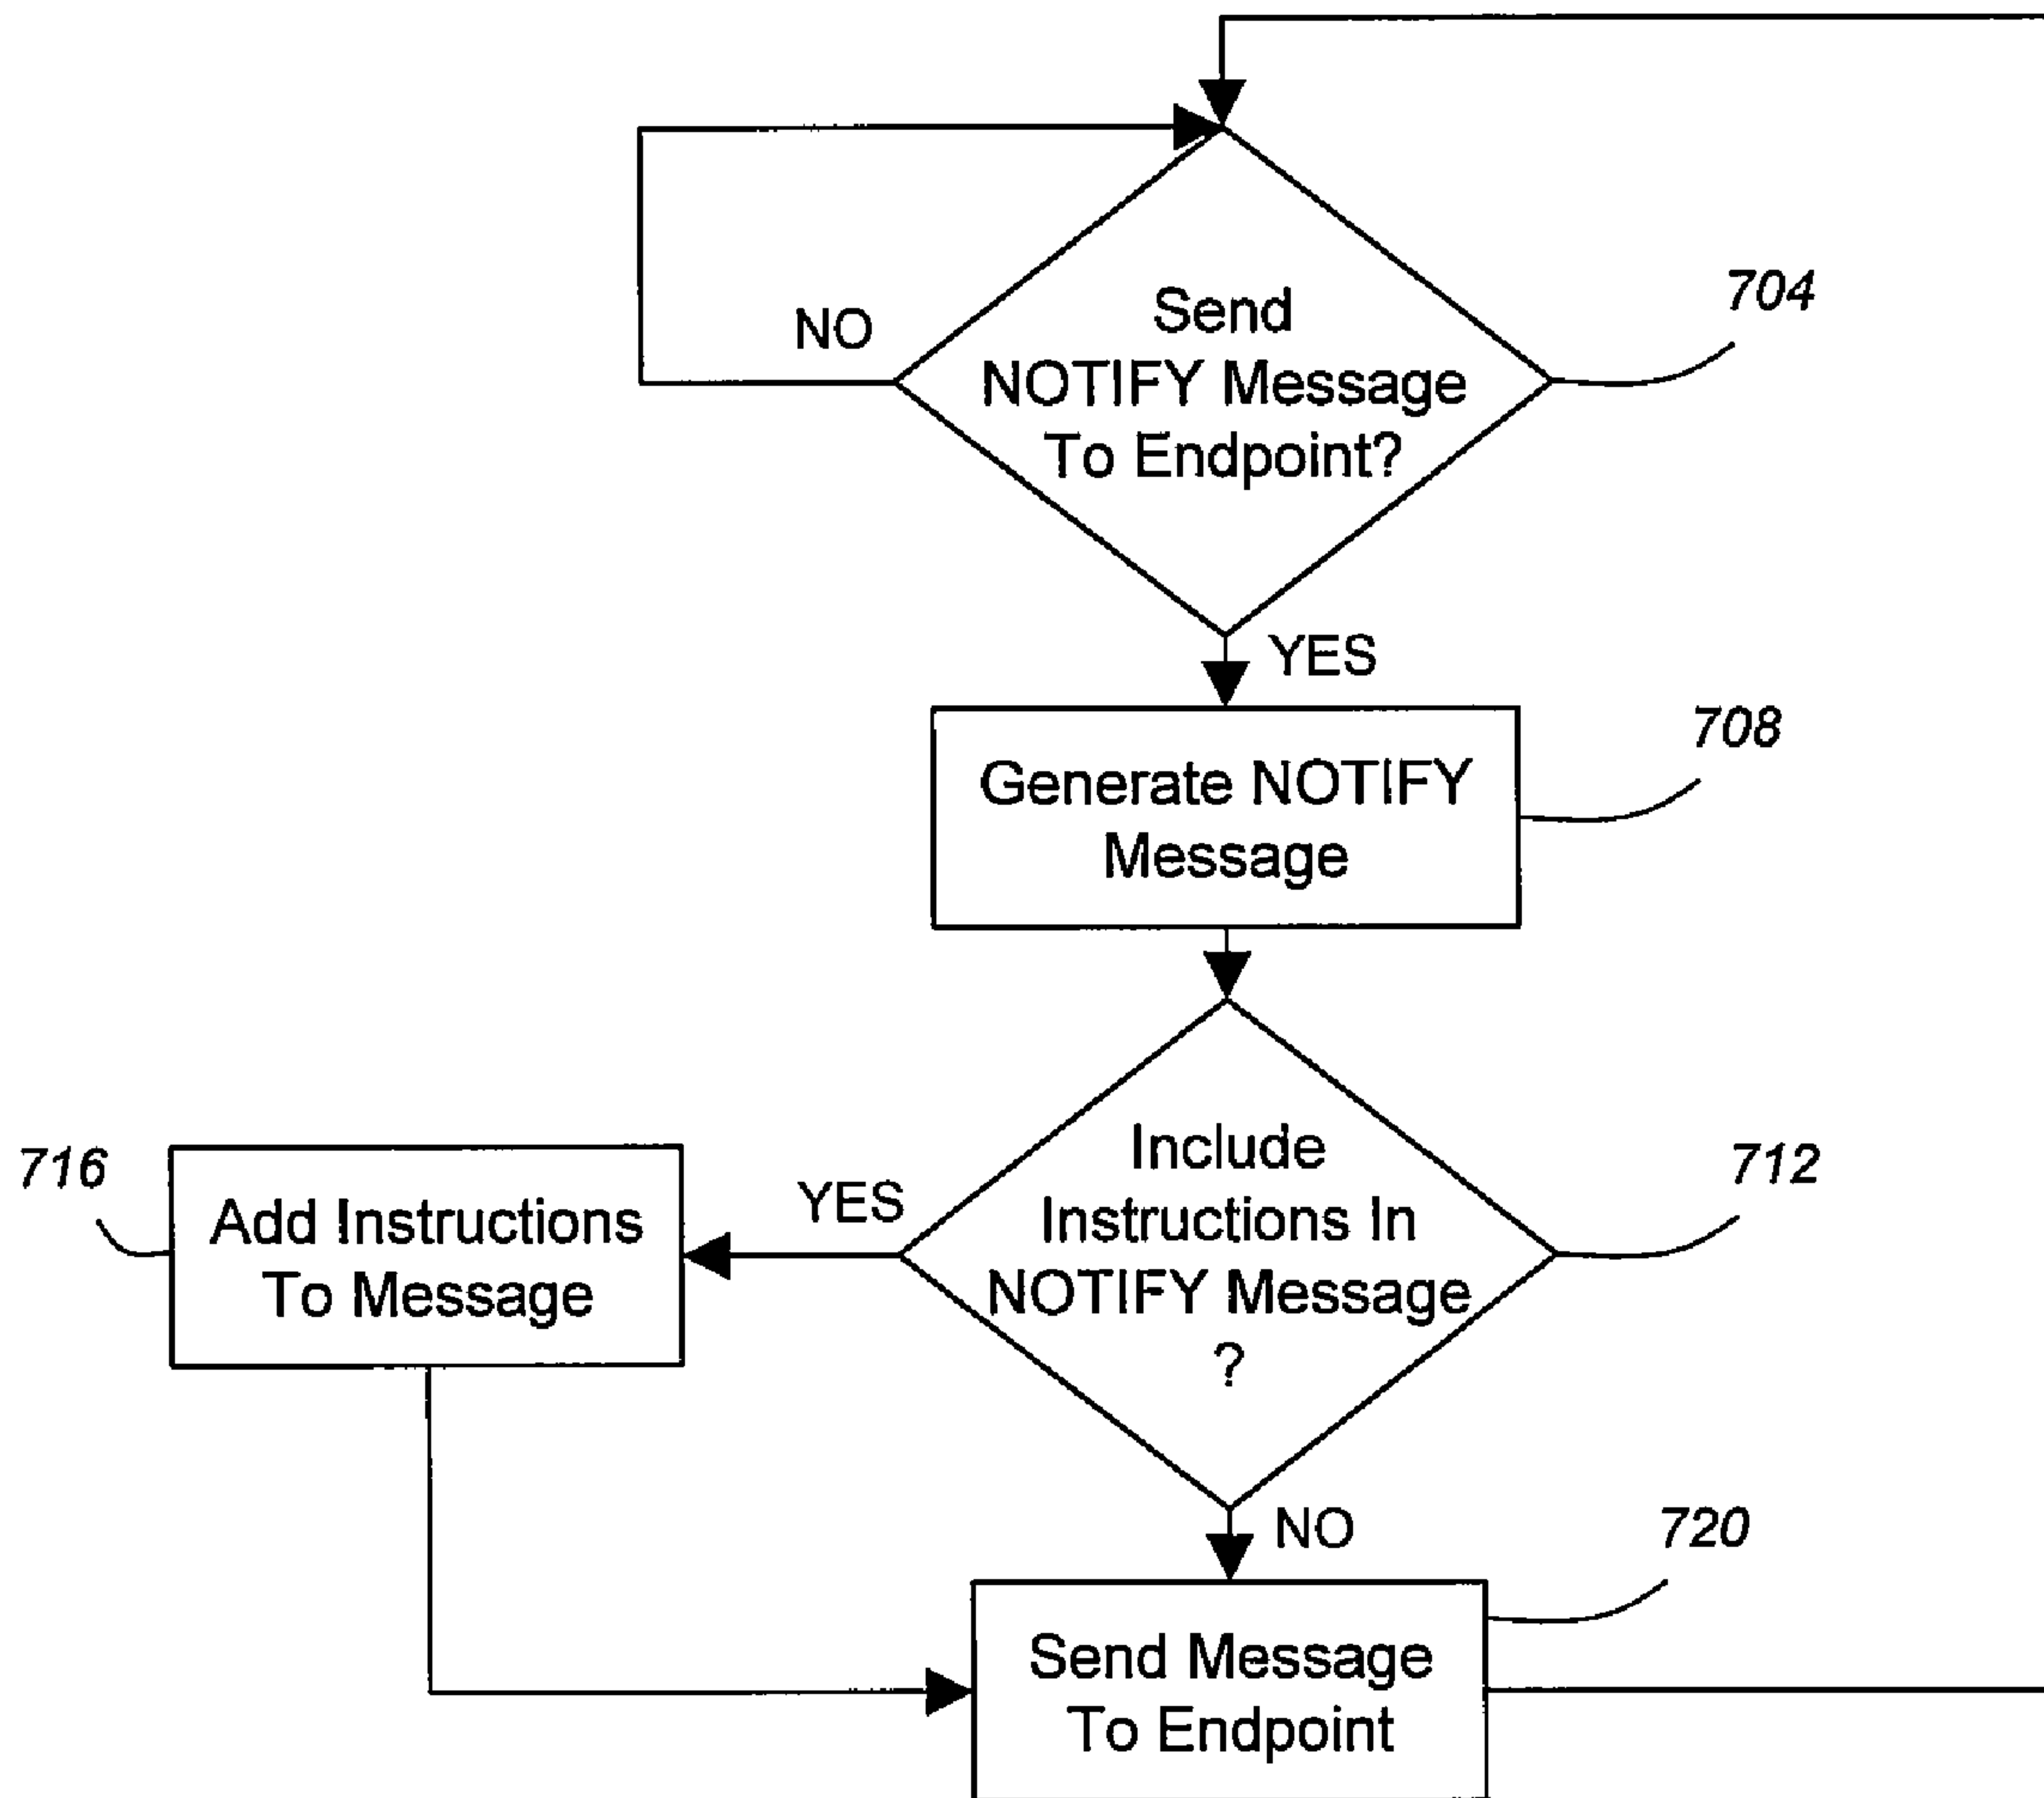 704
Send
NOTIFY Message
To Endpoint?
NO
YES
708
Generate NOTIFY
Message
712
Include
Instructions In
NOTIFY Message
?
YES
716
Add Instructions
To Message
NO
720
Send Message
To Endpoint